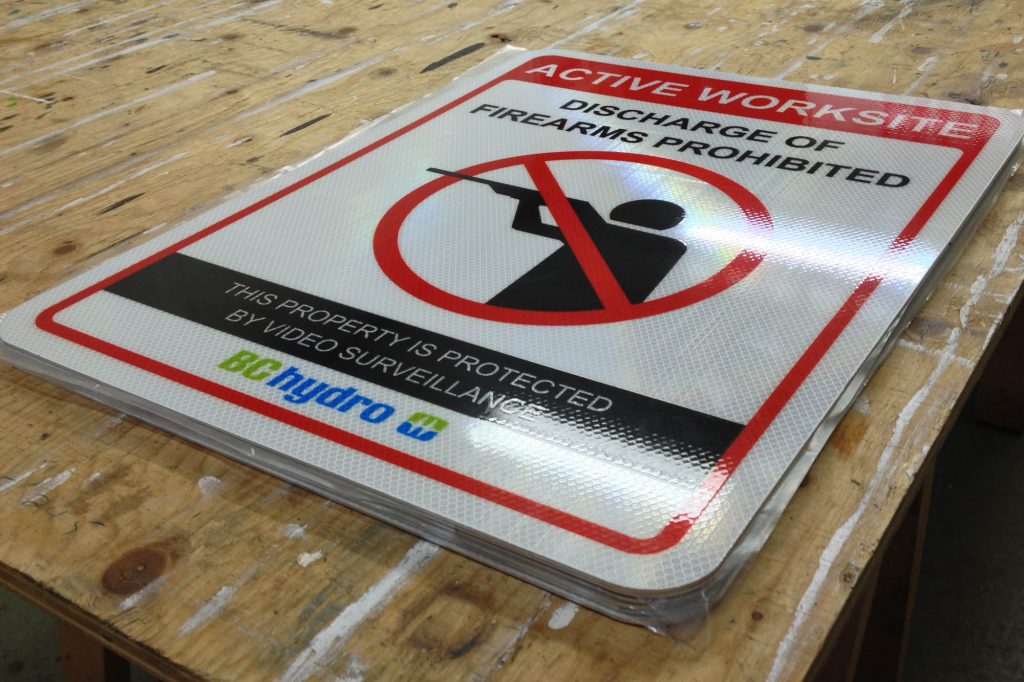 ACTIVE WORKSITE
DISCHARGE OF
FIREARMS PROHIBITED
THIS PROPERTY IS PROTECTED
BY VIDEO SURVEILLANCE
BChydro